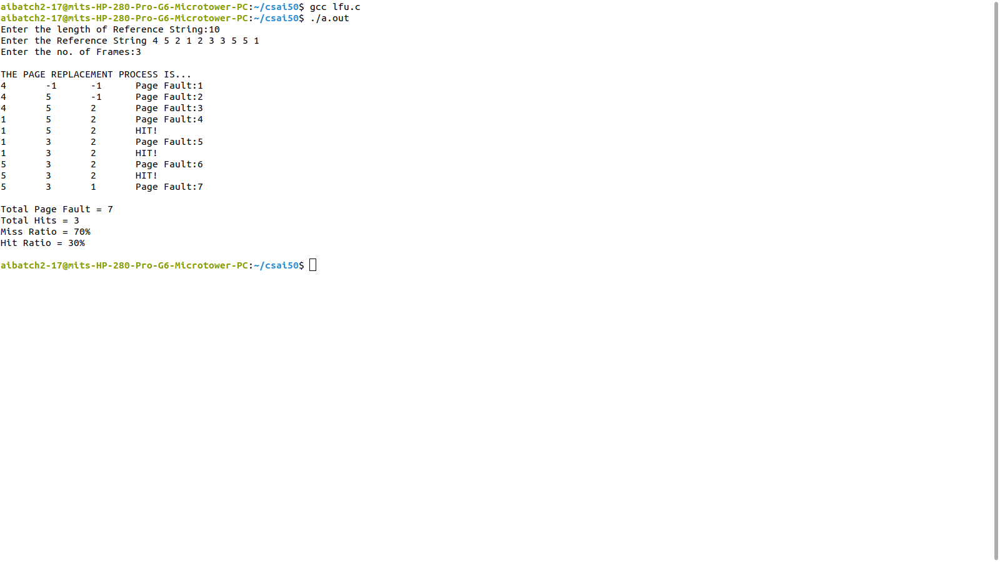 aibatch2-17@mits-HP-280-Pro-G6-Microtower-PC:~/csai50$ gcc lfu.c
aibatch2-17@mits-HP-280-Pro-G6-Microtower-PC:~/csai50$ ./a.out
Enter the length of Reference String:10
Enter the Reference String 4 5 2 1 2 3 3 5 5 1
Enter the no. of Frames:3

THE PAGE REPLACEMENT PROCESS IS...
4       -1      -1      Page Fault:1
4       5       -1      Page Fault:2
4       5       2       Page Fault:3
1       5       2       Page Fault:4
1       5       2       HIT!
1       3       2       Page Fault:5
1       3       2       HIT!
5       3       2       Page Fault:6
5       3       2       HIT!
5       3       1       Page Fault:7

Total Page Fault = 7
Total Hits = 3
Miss Ratio = 70%
Hit Ratio = 30%

aibatch2-17@mits-HP-280-Pro-G6-Microtower-PC:~/csai50$